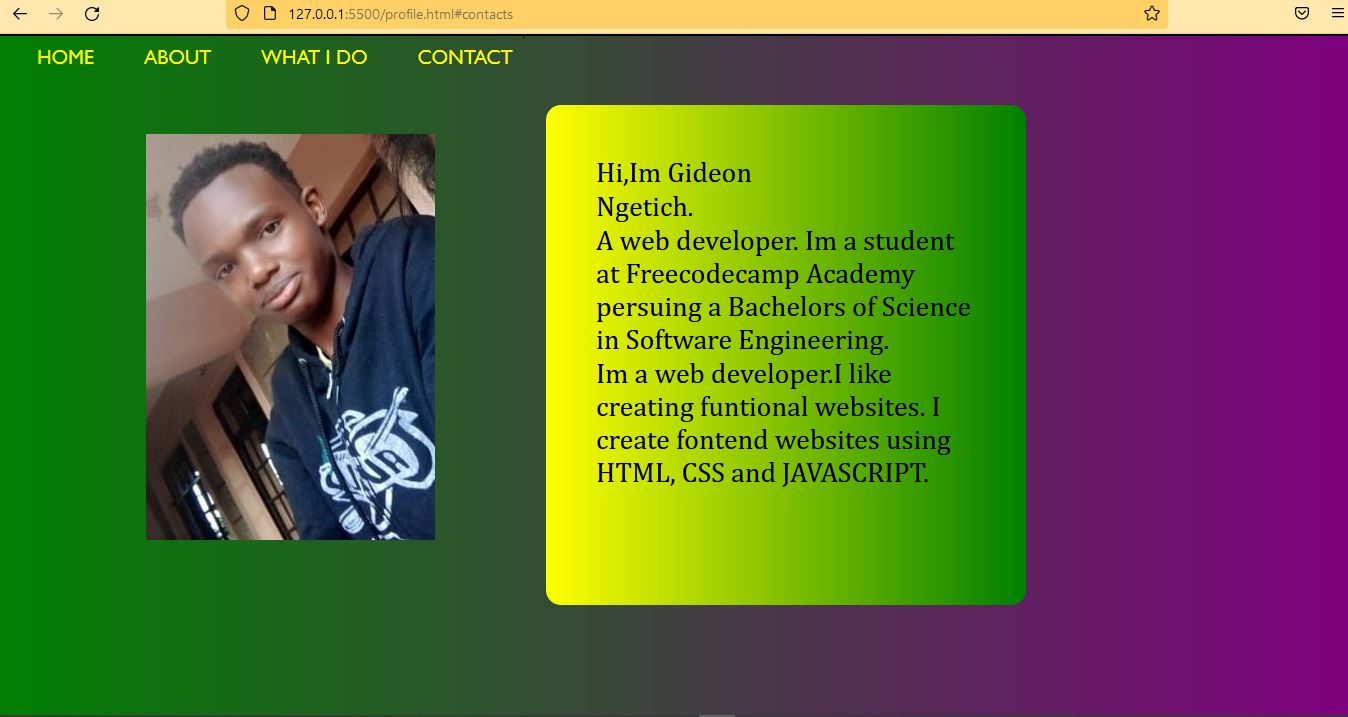 127.0.0.1:5500/profile.html#contacts
HOME ABOUT WHAT I DO CONTACT
Hi,Im Gideon
Ngetich.
A web developer. Im a student
at Freecodecamp Academy
persuing a Bachelors of Science
in Software Engineering.
Im a web developer.I like
creating funtional websites. I
create fontend websites using
HTML, CSS and JAVASCRIPT.